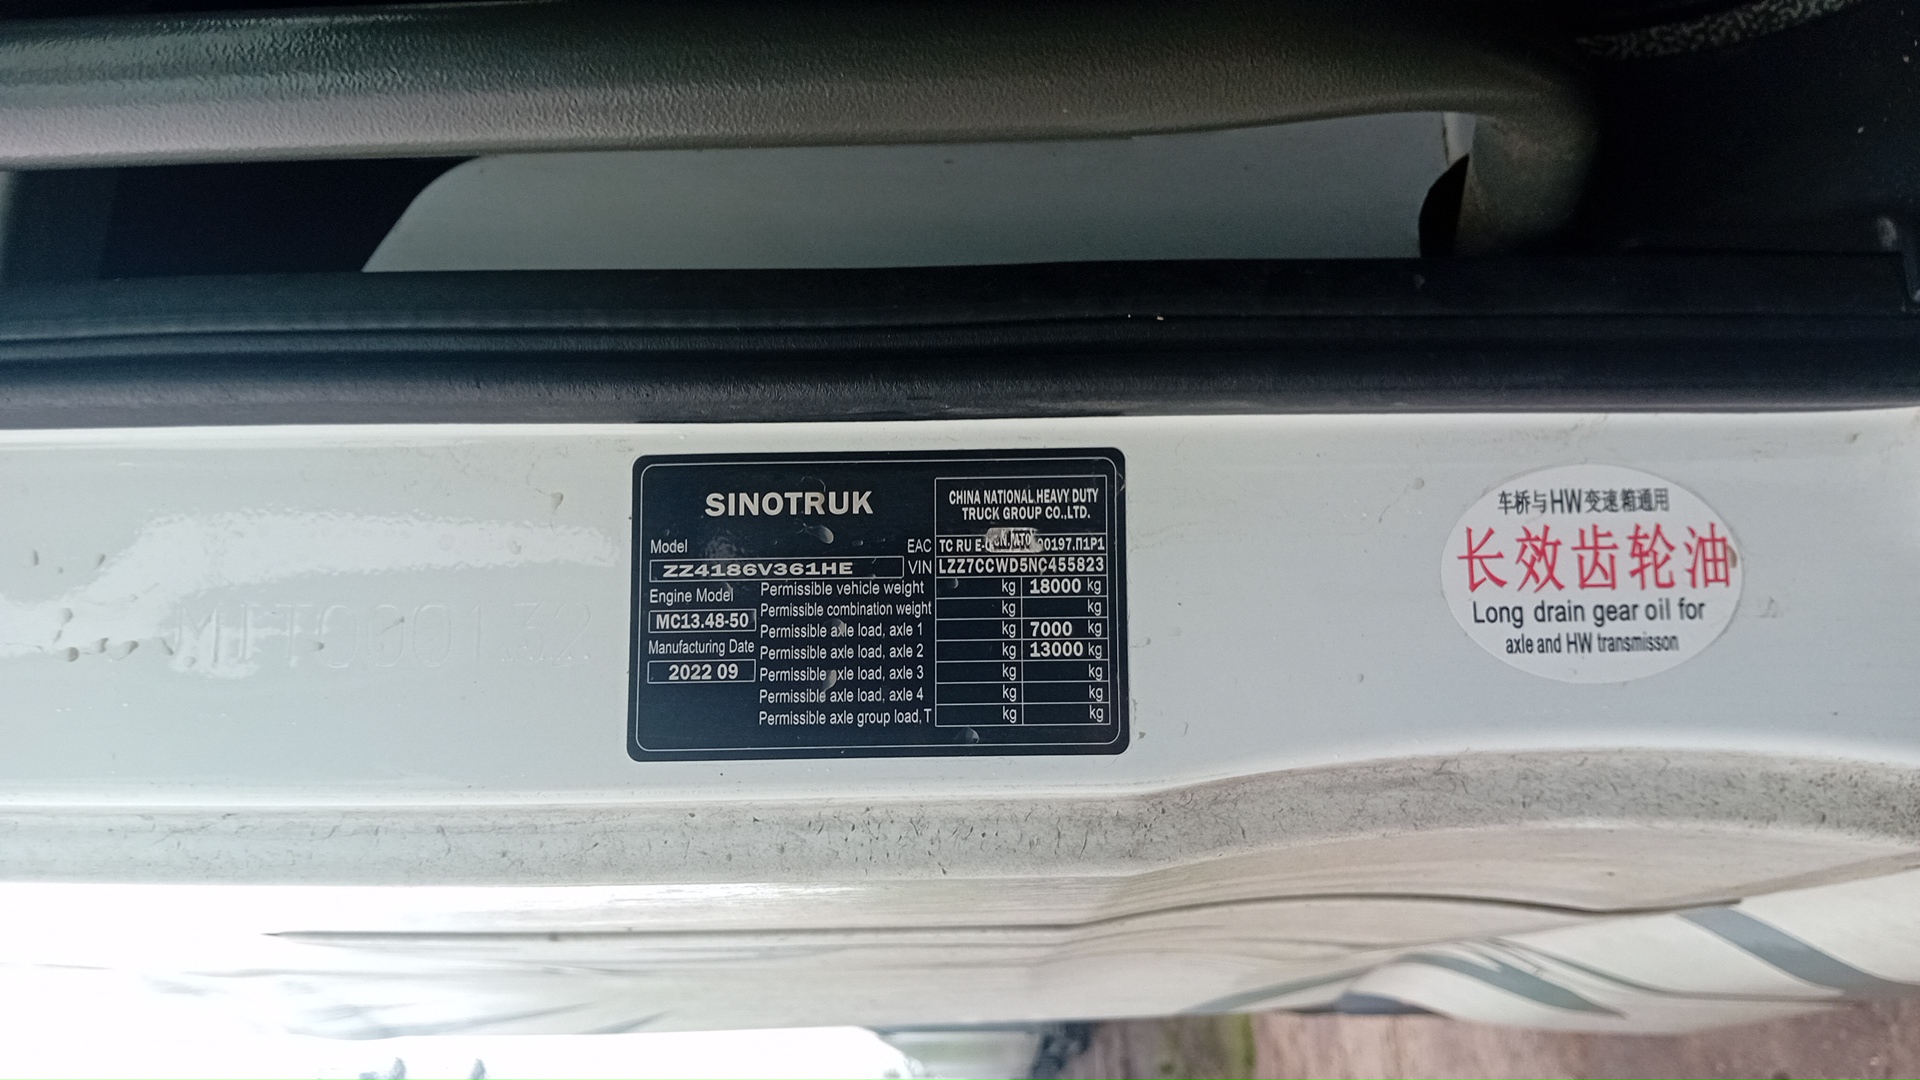 SINOTRUK
CHINA NATIONAL HEAVY DUTY
TRUCK GROUP CO.,LTD.
Model
EAC TC RU E- 00197.П1P1
ZZ4186V361HE
VIN LZZ7CCWD5NC455823
Engine Model
MC13.48-50
Manufacturing Date
2022 09
Permissible vehicle weight kg 18000 kg
Permissible combination weight kg kg
Permissible axle load, axle 1 kg 7000 kg
Permissible axle load, axle 2 kg 13000 kg
Permissible axle load, axle 3 kg kg
Permissible axle load, axle 4 kg kg
Permissible axle group load, T kg kg
车桥与HW变速箱通用
长效齿轮油
Long drain gear oil for
axle and HW transmisson